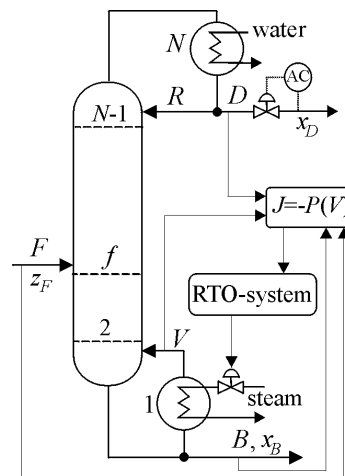 N
water
AC
R
D
x_D
N-1
J=-P(V)
F
f
z_F
RTO-system
2
V
steam
1
B, x_B